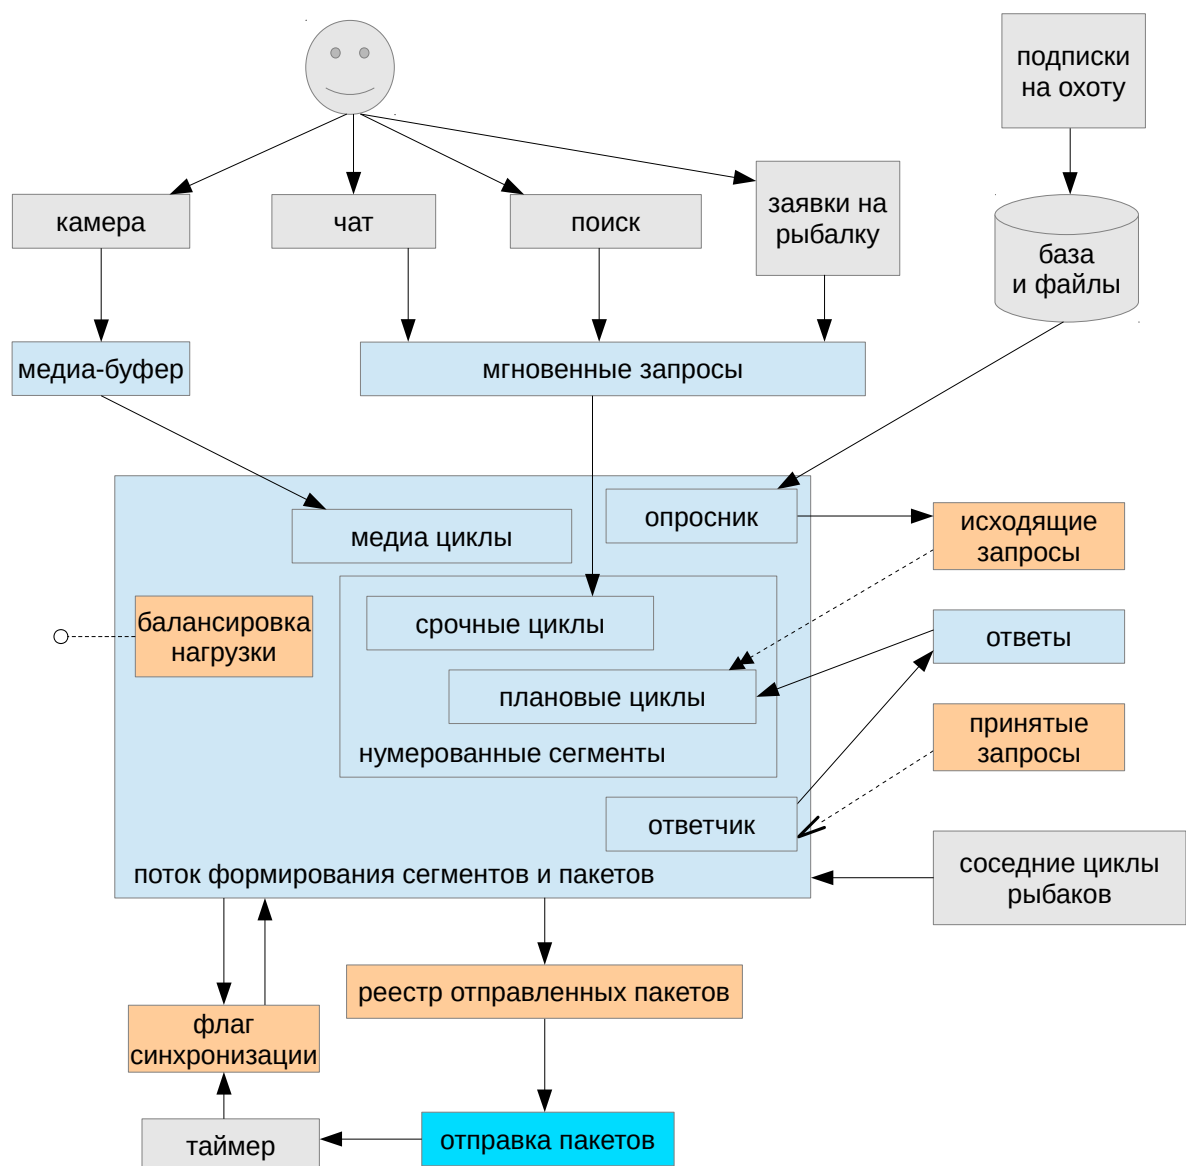 подписки
на охоту
камера
чат
поиск
заявки на
рыбалку
база
и файлы
медиа-буфер
мгновенные запросы
опросник
медиа циклы
исходящие
запросы
балансировка
нагрузки
срочные циклы
ответы
плановые циклы
нумерованные сегменты
принятые
запросы
ответчик
поток формирования сегментов и пакетов
соседние циклы
рыбаков
реестр отправленных пакетов
флаг
синхронизации
таймер
отправка пакетов